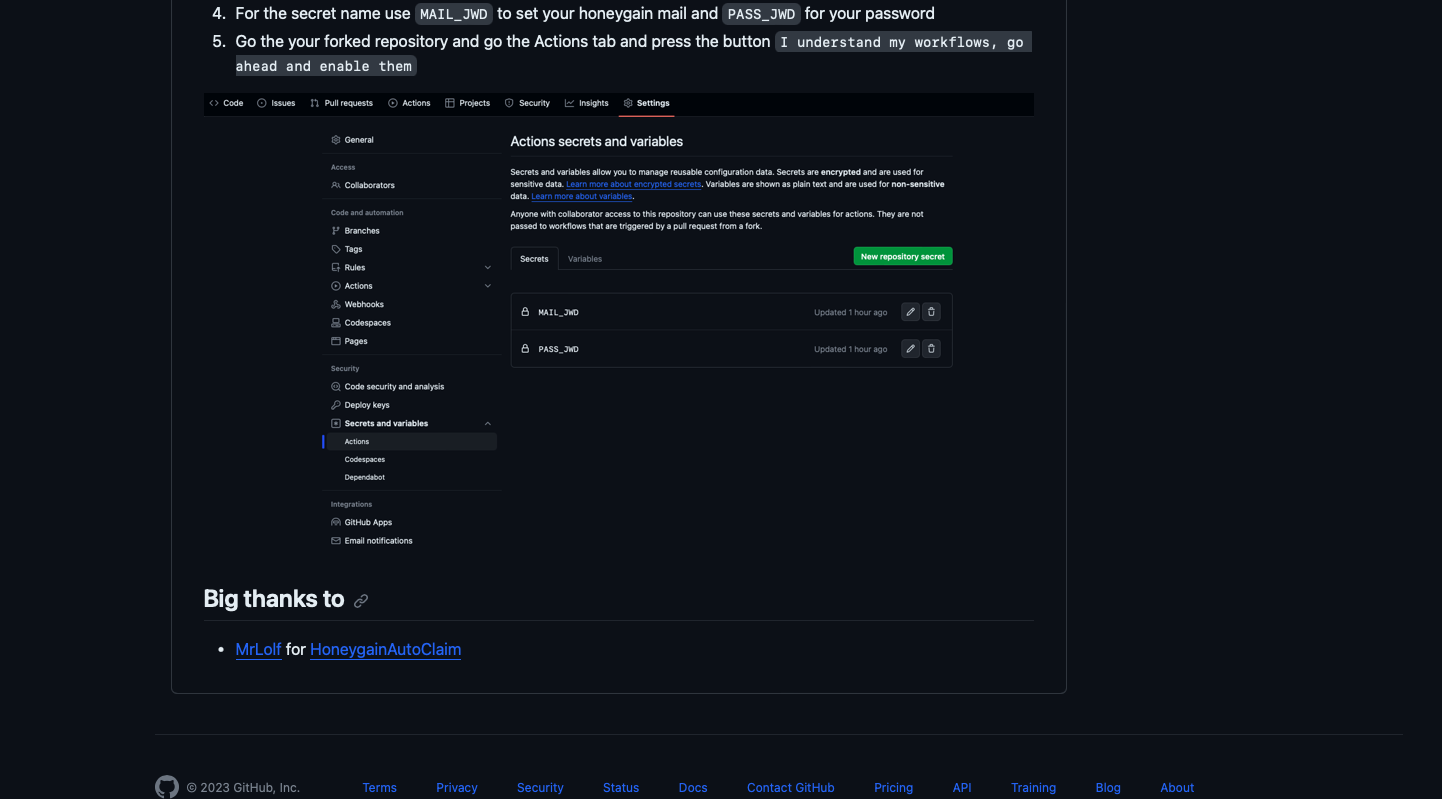 4. For the secret name use MAIL_JWD to set your honeygain mail and PASS_JWD for your password
5. Go the your forked repository and go the Actions tab and press the button I understand my workflows, go
ahead and enable them
Code Issues Pull requests Actions Projects Security Insights Settings
General
Access
Collaborators
Code and automation
Branches
Tags
Rules
Actions
Webhooks
Codespaces
Pages
Security
Code security and analysis
Deploy keys
Secrets and variables
Actions
Codespaces
Dependabot
Integrations
GitHub Apps
Email notifications
Actions secrets and variables
Secrets and variables allow you to manage reusable configuration data. Secrets are encrypted and are used for
sensitive data. Learn more about encrypted secrets. Variables are shown as plain text and are used for non-sensitive
data. Learn more about variables.
Anyone with collaborator access to this repository can use these secrets and variables for actions. They are not
passed to workflows that are triggered by a pull request from a fork.
Secrets Variables New repository secret
MAIL_JWD Updated 1 hour ago
PASS_JWD Updated 1 hour ago
Big thanks to
• MrLolf for HoneygainAutoClaim
© 2023 GitHub, Inc. Terms Privacy Security Status Docs Contact GitHub Pricing API Training Blog About